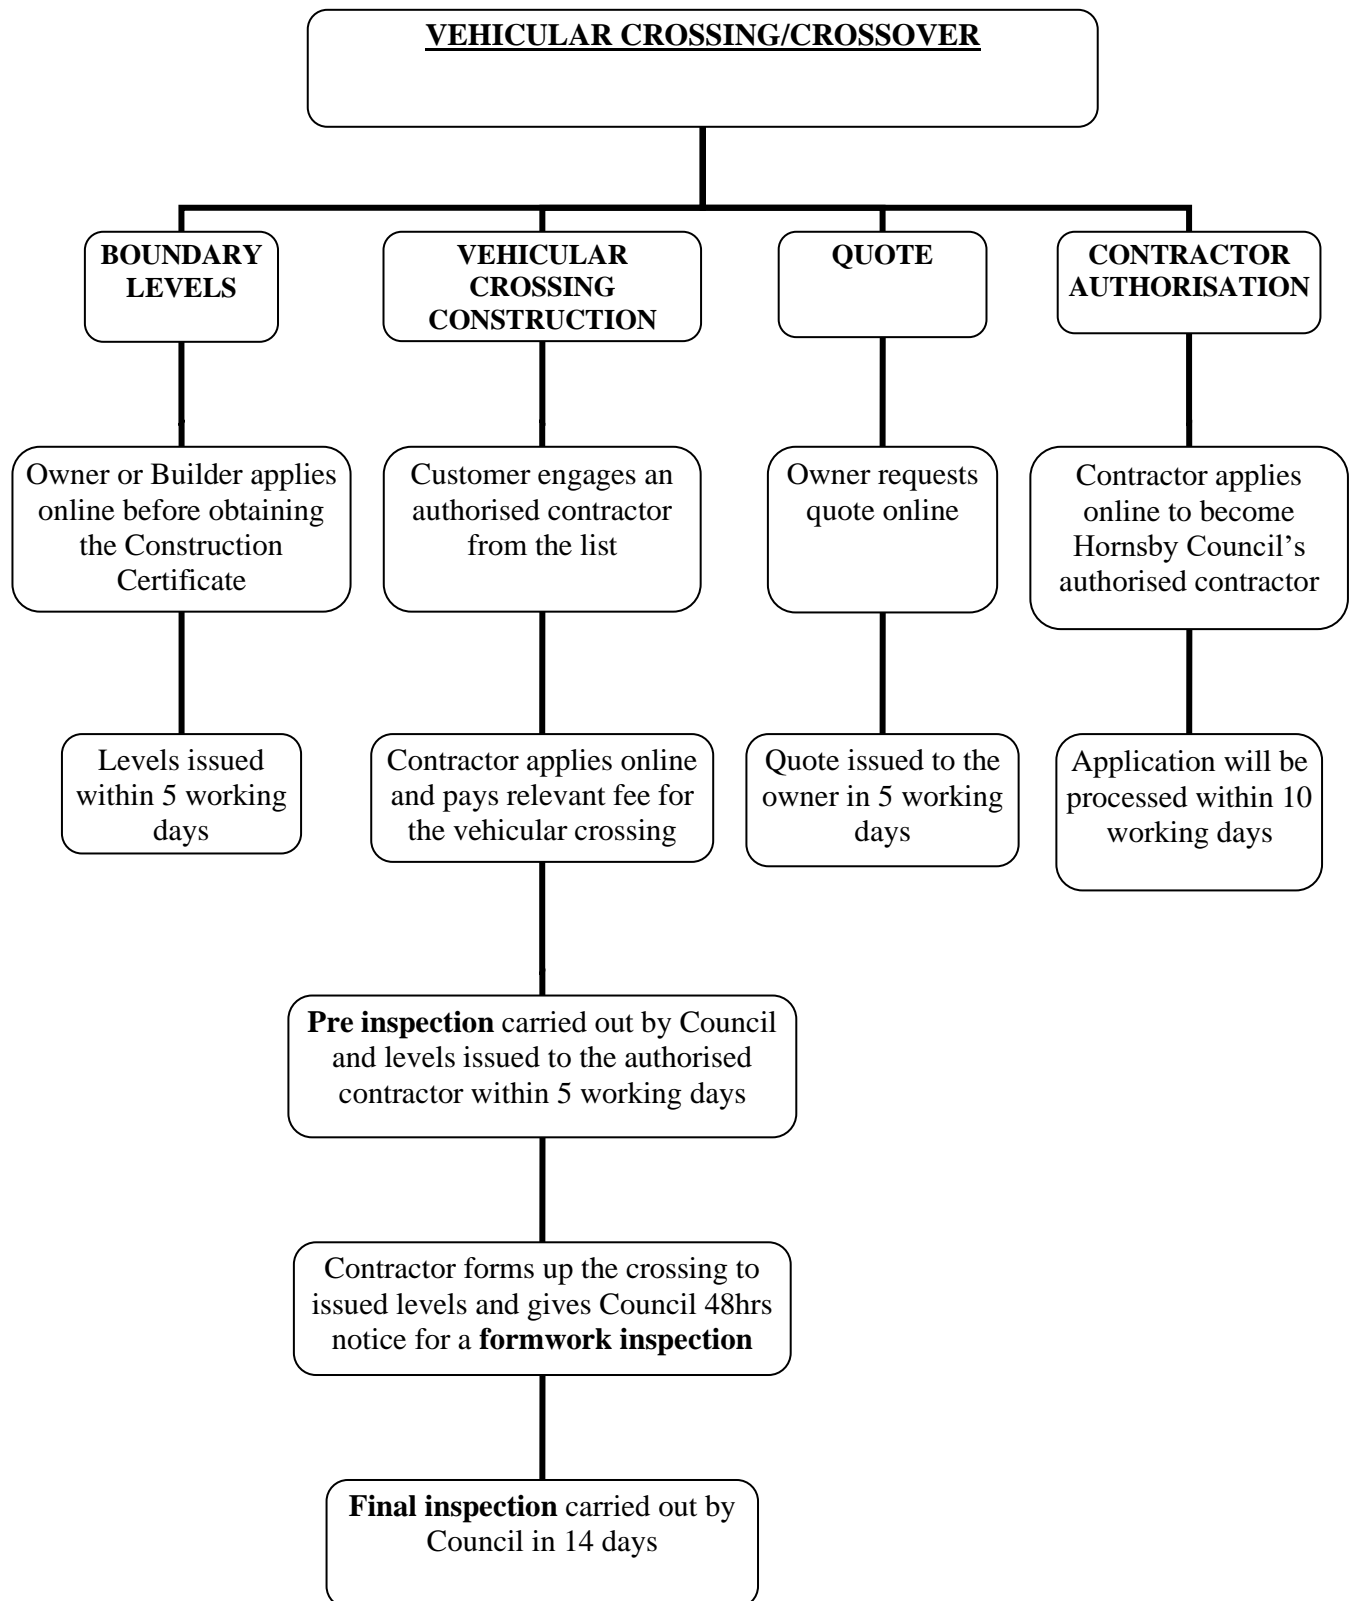 VEHICULAR CROSSING/CROSSOVER
BOUNDARY
LEVELS
VEHICULAR
CROSSING
CONSTRUCTION
QUOTE
CONTRACTOR
AUTHORISATION
Owner or Builder applies
online before obtaining
the Construction
Certificate
Customer engages an
authorised contractor
from the list
Owner requests
quote online
Contractor applies
online to become
Hornsby Council’s
authorised contractor
Levels issued
within 5 working
days
Contractor applies online
and pays relevant fee for
the vehicular crossing
Quote issued to the
owner in 5 working
days
Application will be
processed within 10
working days
Pre inspection carried out by Council
and levels issued to the authorised
contractor within 5 working days
Contractor forms up the crossing to
issued levels and gives Council 48hrs
notice for a formwork inspection
Final inspection carried out by
Council in 14 days